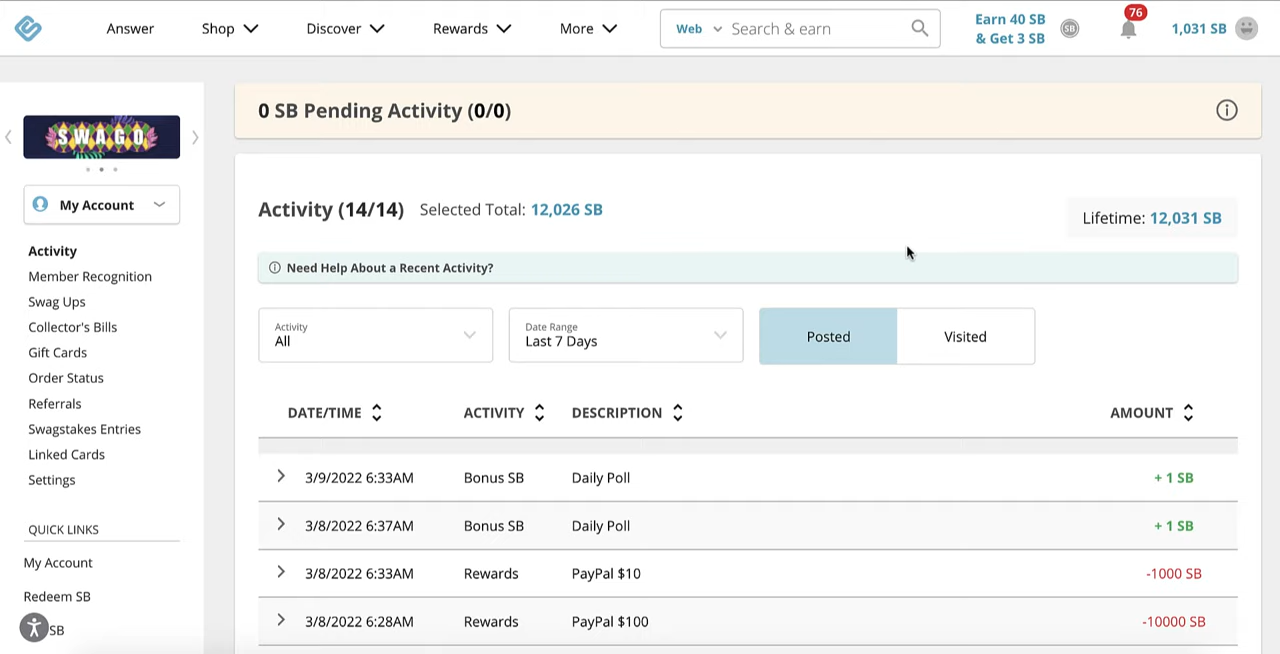 Answer
Shop
Discover
Rewards
More
Web
Search & earn
Earn 40 SB
& Get 3 SB
SB
76
1,031 SB
SWAGO
My Account
Activity
Member Recognition
Swag Ups
Collector's Bills
Gift Cards
Order Status
Referrals
Swagstakes Entries
Linked Cards
Settings
QUICK LINKS
My Account
Redeem SB
SB
0 SB Pending Activity (0/0)
Activity (14/14) Selected Total: 12,026 SB
Lifetime: 12,031 SB
Need Help About a Recent Activity?
Activity
All
Date Range
Last 7 Days
Posted
Visited
DATE/TIME ACTIVITY DESCRIPTION AMOUNT
3/9/2022 6:33AM Bonus SB Daily Poll + 1 SB
3/8/2022 6:37AM Bonus SB Daily Poll + 1 SB
3/8/2022 6:33AM Rewards PayPal $10 -1000 SB
3/8/2022 6:28AM Rewards PayPal $100 -10000 SB